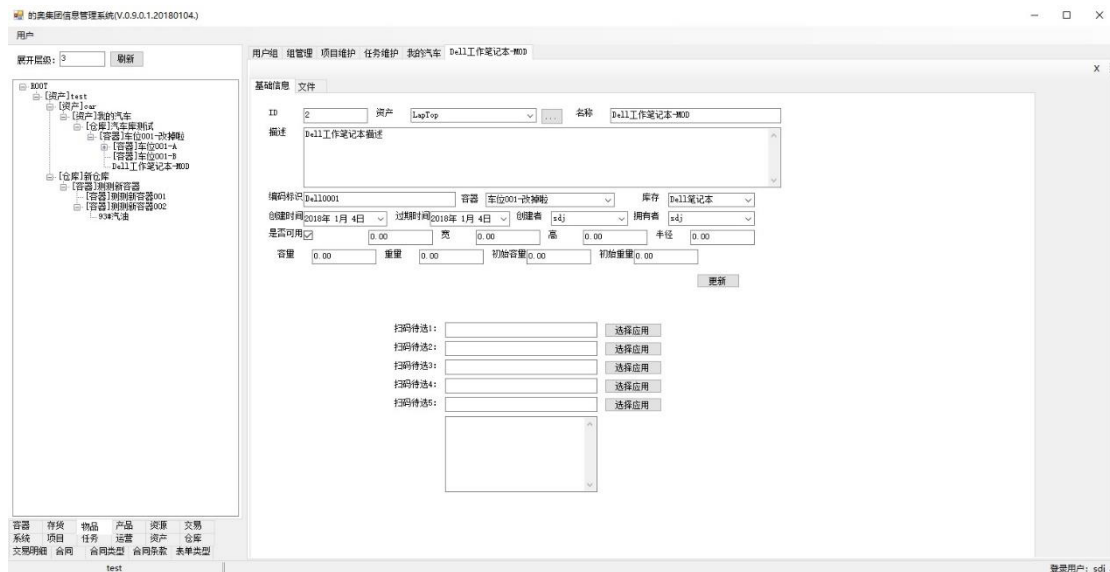 的奥集团信息管理系统(V.0.9.0.1.20180104.)
用户
展开层级: 3 刷新
用户组 组管理 项目维护 任务维护 我的汽车 Dell工作笔记本-MOD
X
基础信息 文件
ROOT
[资产]test
[资产]car
[资产]我的汽车
[仓库]汽车库测试
[容器]车位001-改掉啦
[容器]车位001-A
[容器]车位001-B
Dell工作笔记本-MOD
[仓库]新仓库
[容器]测测新容器
[容器]测测新容器001
[容器]测测新容器002
93#汽油
ID 2 资产 LapTop ... 名称 Dell工作笔记本-MOD
描述 Dell工作笔记本描述
编码标识 Dell0001 容器 车位001-改掉啦 库存 Dell笔记本
创建时间 2018年 1月 4日 过期时间 2018年 1月 4日 创建者 sdj 拥有者 sdj
是否可用 0.00 宽 0.00 高 0.00 半径 0.00
容量 0.00 重量 0.00 初始容量 0.00 初始重量 0.00
更新
扫码待选1: 选择应用
扫码待选2: 选择应用
扫码待选3: 选择应用
扫码待选4: 选择应用
扫码待选5: 选择应用
容器 存货 物品 产品 资源 交易
系统 项目 任务 运营 资产 仓库
交易明细 合同 合同类型 合同条款 表单类型
test 登录用户: sdj